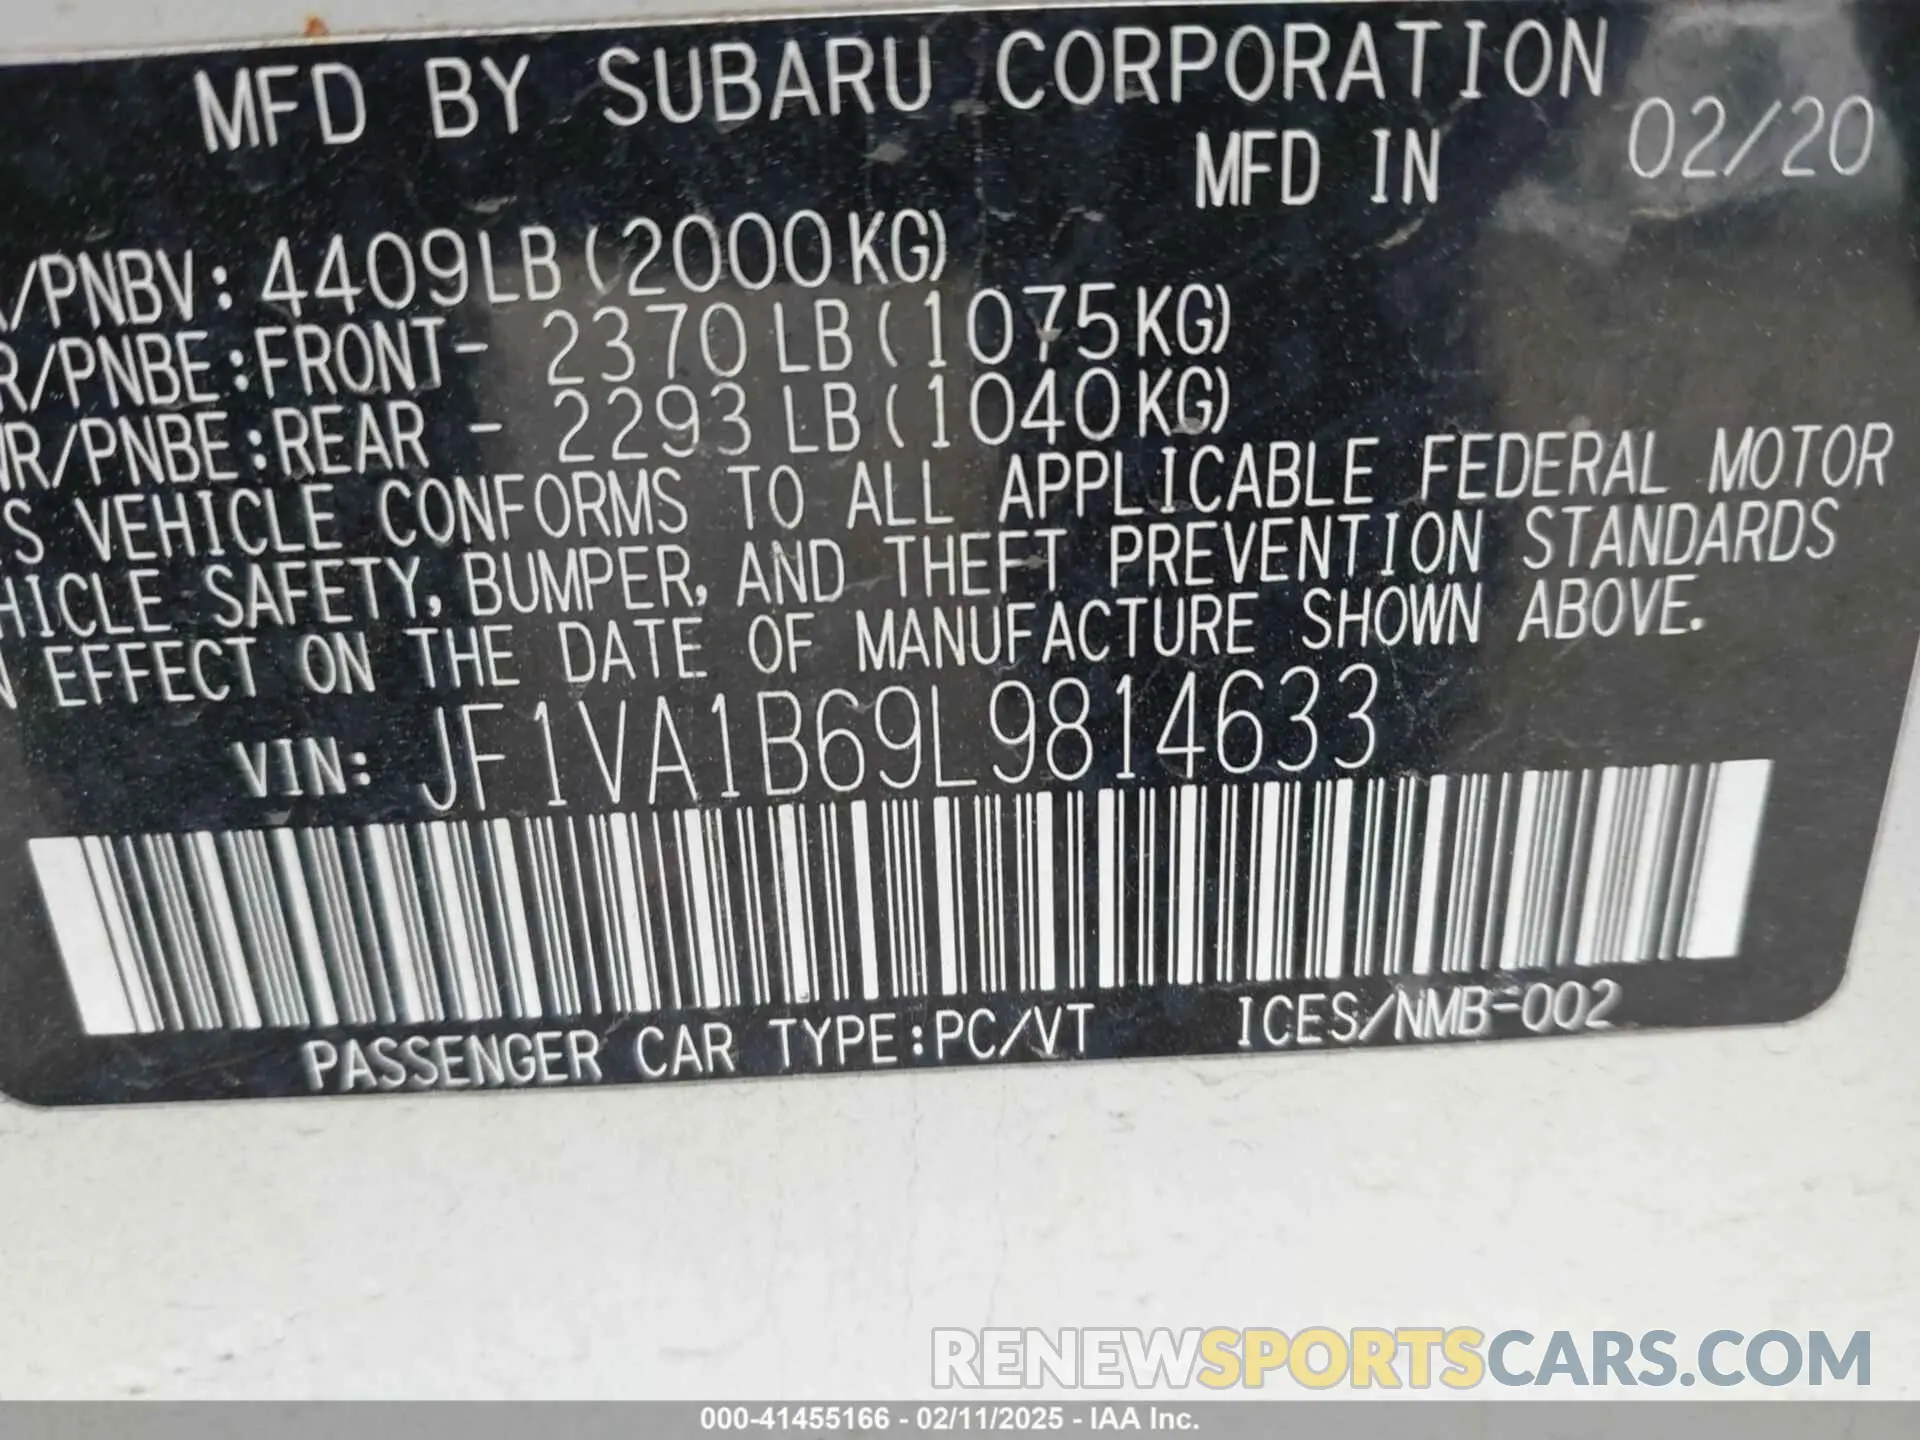 MFD BY SUBARU CORPORATION
MFD IN 02/20
/PNBV: 4409LB(2000KG)
R/PNBE:FRONT- 2370LB(1075KG)
WR/PNBE:REAR - 2293LB(1040KG)
S VEHICLE CONFORMS TO ALL APPLICABLE FEDERAL MOTOR
HICLE SAFETY, BUMPER, AND THEFT PREVENTION STANDARDS
N EFFECT ON THE DATE OF MANUFACTURE SHOWN ABOVE.
VIN: JF1VA1B69L9814633
PASSENGER CAR TYPE:PC/VT ICES/NMB-002
RENEWSPORTSCARS.COM
000-41455166 - 02/11/2025 - IAA Inc.